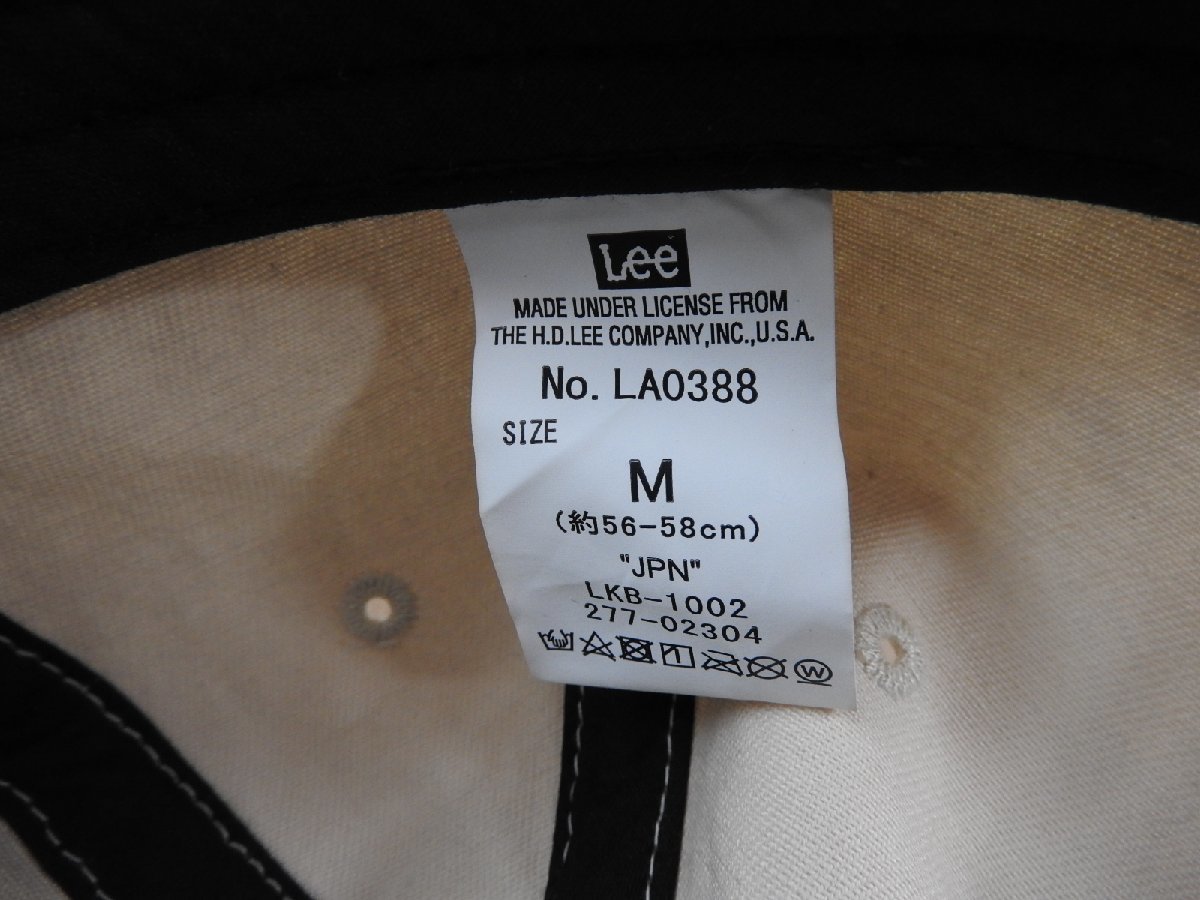 Lee
MADE UNDER LICENSE FROM
THE H.D.LEE COMPANY,INC.,U.S.A.
No. LA0388
SIZE
M
(約56-58cm)
"JPN"
LKB-1002
277-02304
W